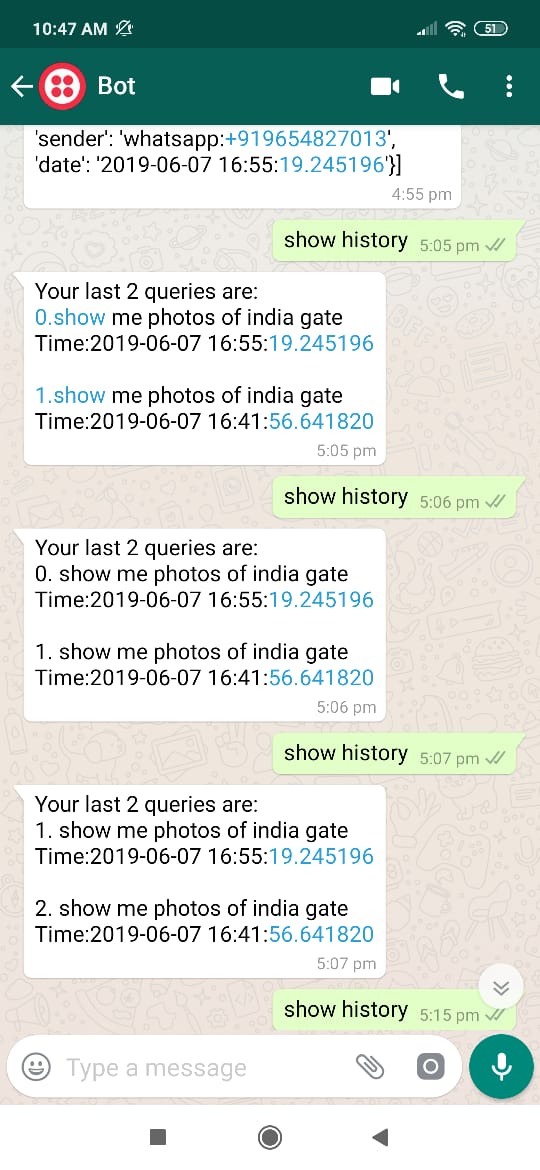 10:47 AM
51
Bot
'sender': 'whatsapp:+919654827013',
'date': '2019-06-07 16:55:19.245196'}]
4:55 pm
show history 5:05 pm
Your last 2 queries are:
0.show me photos of india gate
Time:2019-06-07 16:55:19.245196
1.show me photos of india gate
Time:2019-06-07 16:41:56.641820
5:05 pm
show history 5:06 pm
Your last 2 queries are:
0. show me photos of india gate
Time:2019-06-07 16:55:19.245196
1. show me photos of india gate
Time:2019-06-07 16:41:56.641820
5:06 pm
show history 5:07 pm
Your last 2 queries are:
1. show me photos of india gate
Time:2019-06-07 16:55:19.245196
2. show me photos of india gate
Time:2019-06-07 16:41:56.641820
5:07 pm
show history 5:15 pm
Type a message